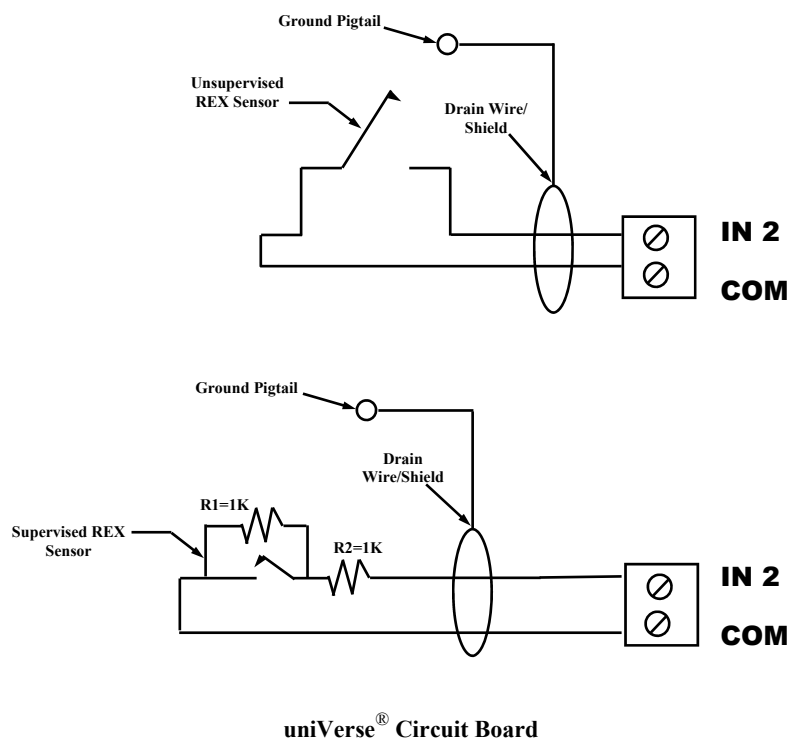 Ground Pigtail
Unsupervised
REX Sensor
Drain Wire/
Shield
IN 2
COM
Ground Pigtail
Drain
Wire/Shield
R1=1K
Supervised REX
Sensor
R2=1K
IN 2
COM
uniVerse® Circuit Board